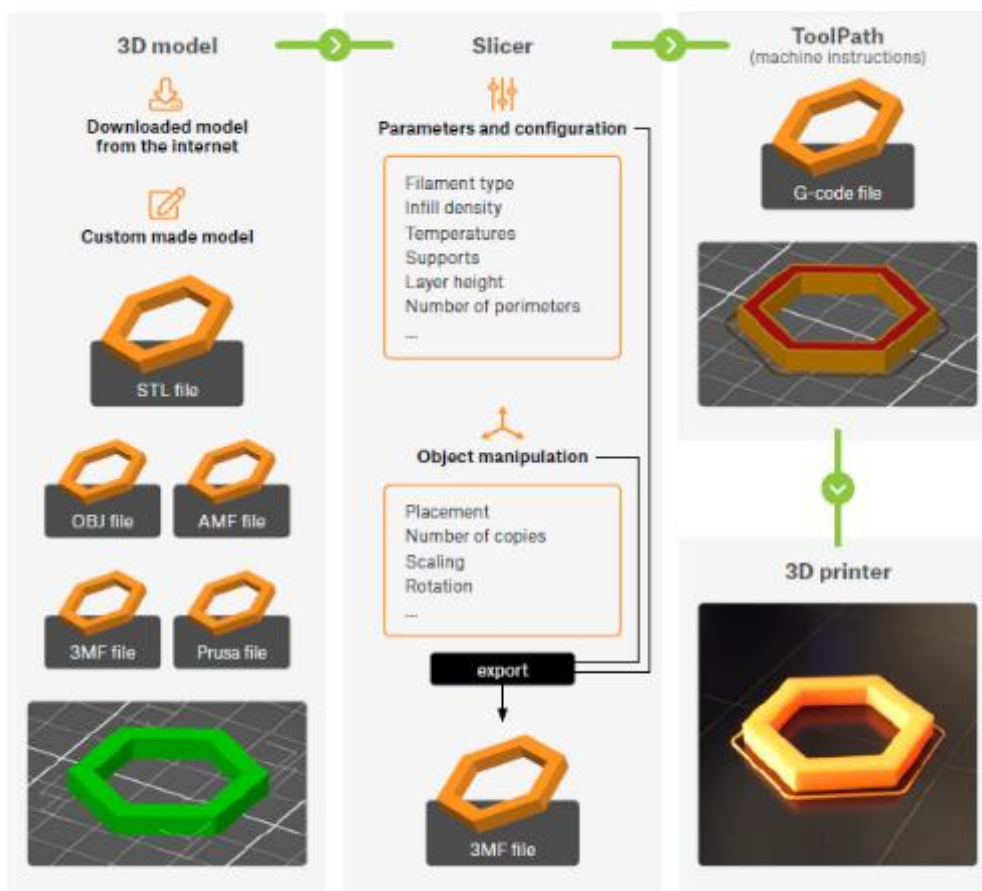 3D model
Downloaded model
from the internet
Custom made model
STL file
OBJ file
AMF file
3MF file
Prusa file
Slicer
Parameters and configuration
Filament type
Infill density
Temperatures
Supports
Layer height
Number of perimeters
...
Object manipulation
Placement
Number of copies
Scaling
Rotation
...
export
3MF file
ToolPath
(machine instructions)
G-code file
3D printer